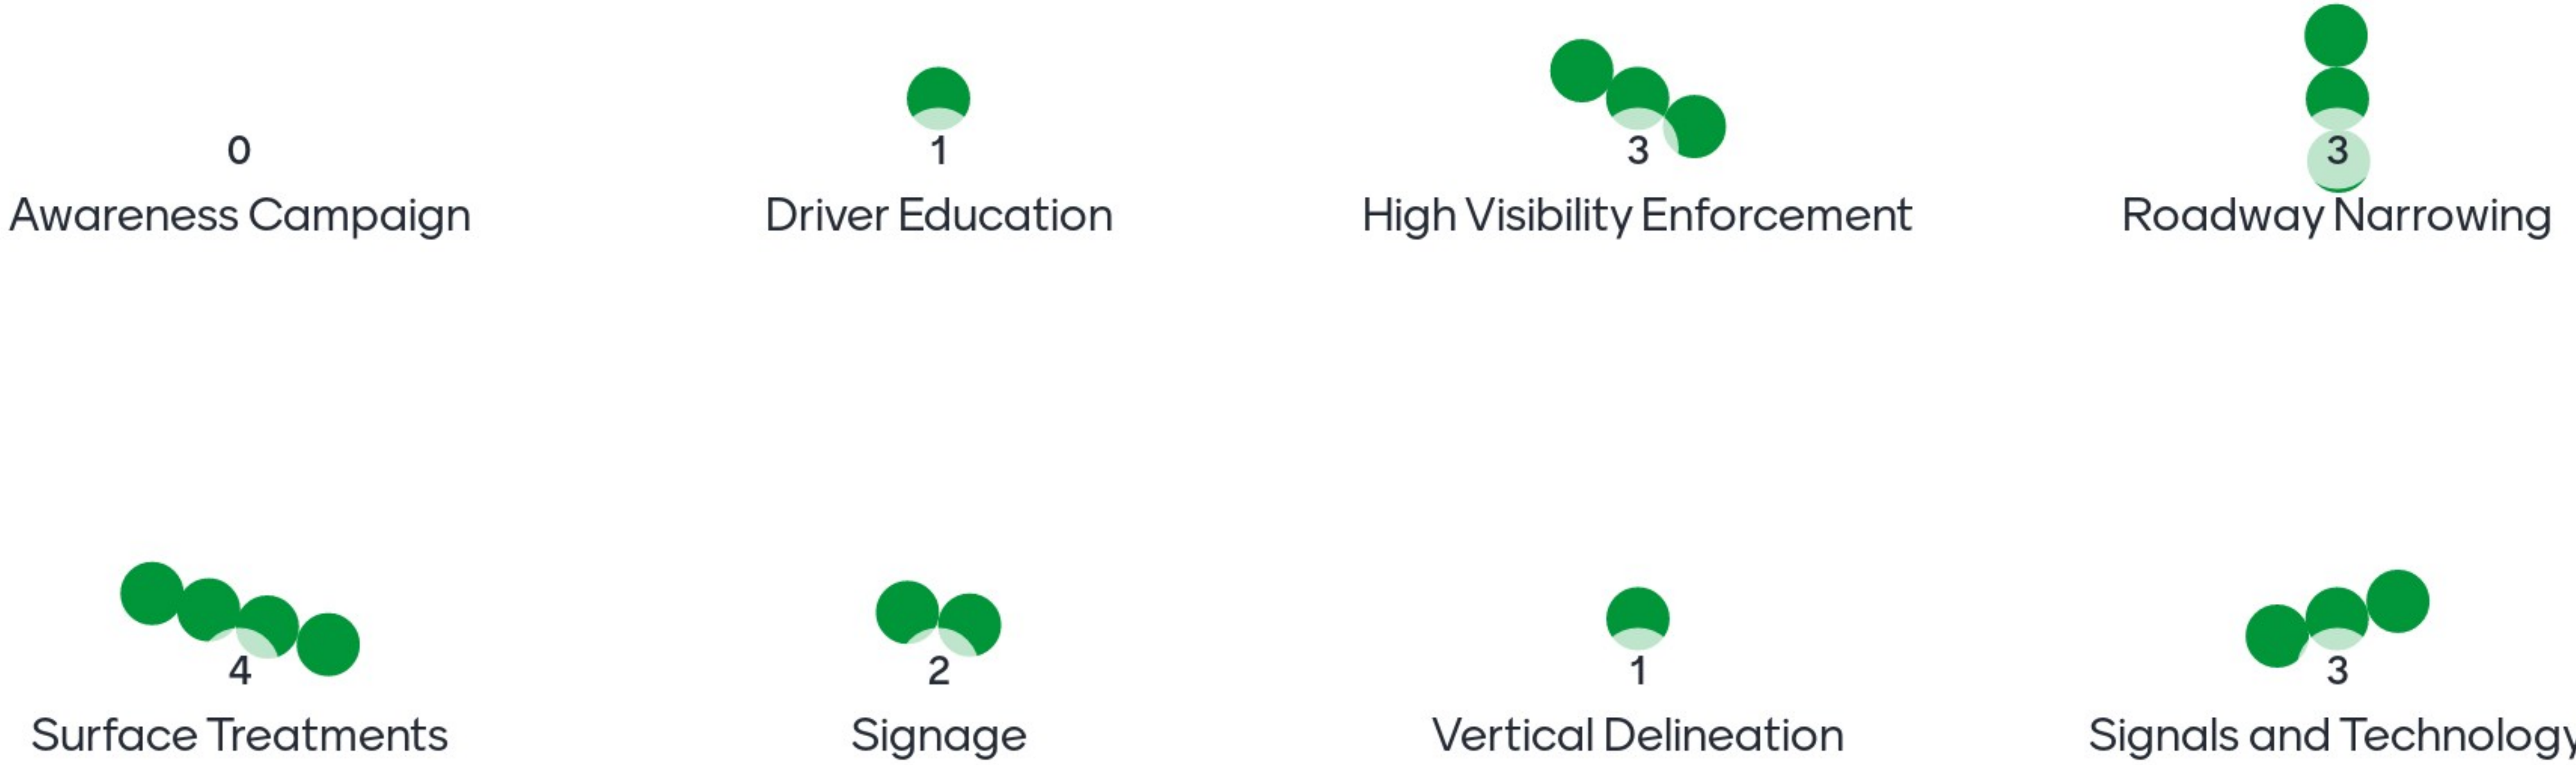 0
Awareness Campaign
1
Driver Education
3
High Visibility Enforcement
3
Roadway Narrowing
4
Surface Treatments
2
Signage
1
Vertical Delineation
3
Signals and Technology